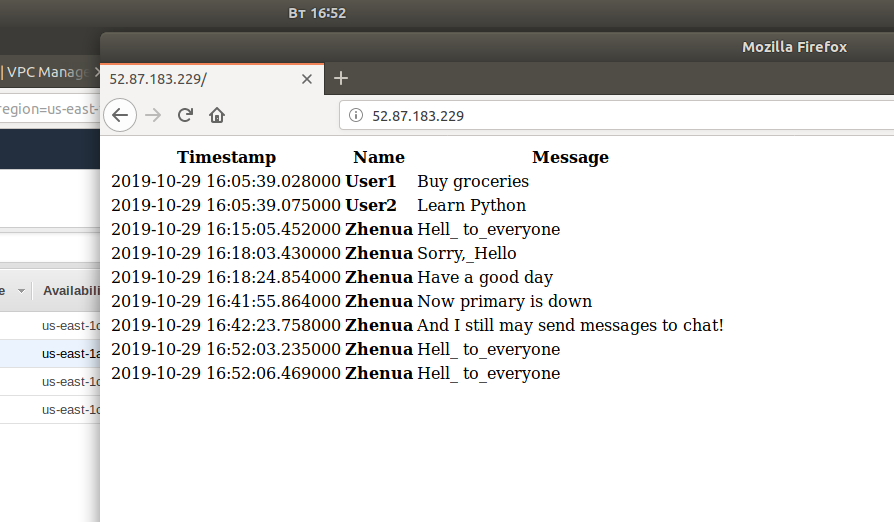 Вт 16:52
Mozilla Firefox
| VPC Manag
52.87.183.229/
region=us-east-
52.87.183.229
Timestamp Name Message
2019-10-29 16:05:39.028000 User1 Buy groceries
2019-10-29 16:05:39.075000 User2 Learn Python
2019-10-29 16:15:05.452000 Zhenua Hell_ to_everyone
2019-10-29 16:18:03.430000 Zhenua Sorry,_Hello
2019-10-29 16:18:24.854000 Zhenua Have a good day
2019-10-29 16:41:55.864000 Zhenua Now primary is down
2019-10-29 16:42:23.758000 Zhenua And I still may send messages to chat!
2019-10-29 16:52:03.235000 Zhenua Hell_ to_everyone
2019-10-29 16:52:06.469000 Zhenua Hell_ to_everyone
e Availabili
us-east-1
us-east-1a
us-east-1
us-east-1